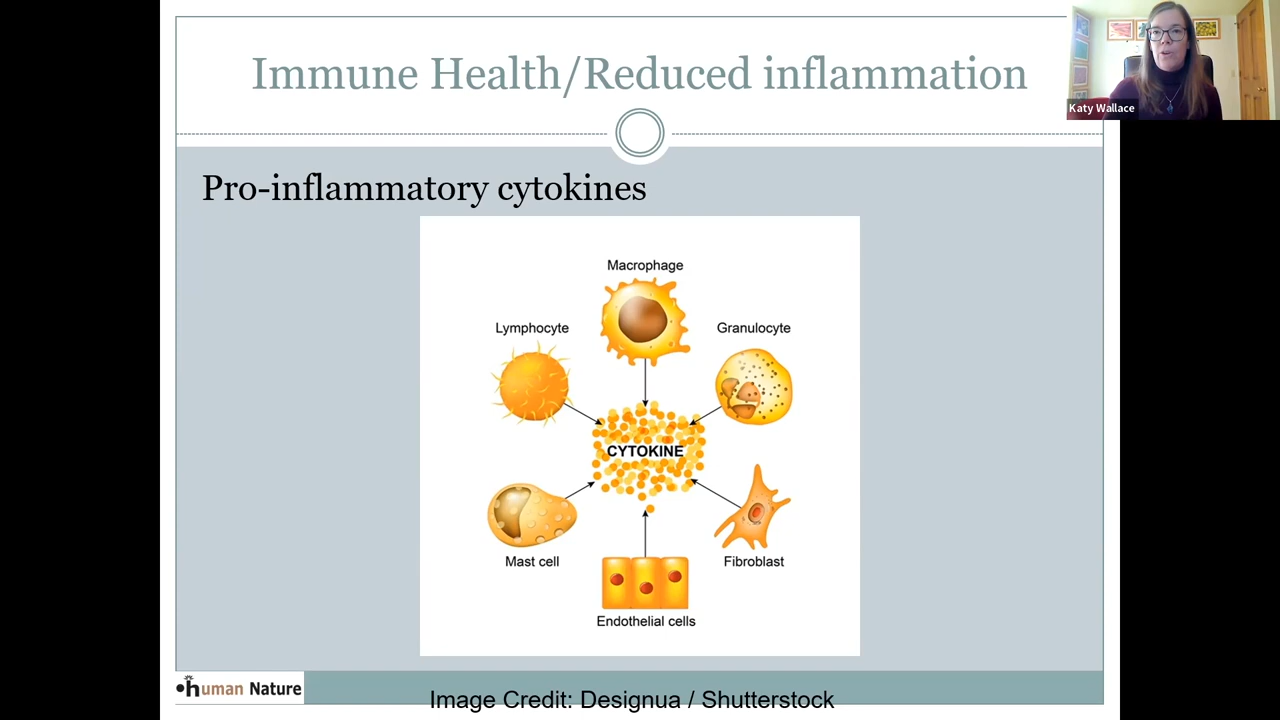 Immune Health/Reduced inflammation
Katy Wallace
Pro-inflammatory cytokines
Macrophage
Lymphocyte
Granulocyte
CYTOKINE
Mast cell
Fibroblast
Endothelial cells
human Nature
Image Credit: Designua / Shutterstock